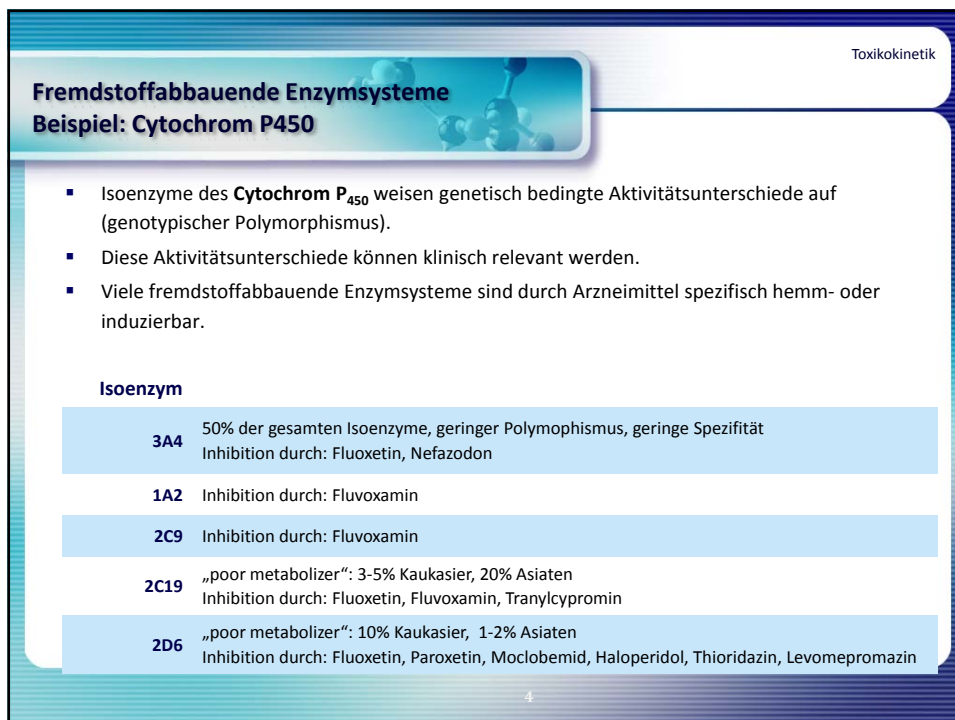 Toxikokinetik
Fremdstoffabbauende Enzymsysteme
Beispiel: Cytochrom P450
▪ Isoenzyme des Cytochrom P450 weisen genetisch bedingte Aktivitätsunterschiede auf
(genotypischer Polymorphismus).
▪ Diese Aktivitätsunterschiede können klinisch relevant werden.
▪ Viele fremdstoffabbauende Enzymsysteme sind durch Arzneimittel spezifisch hemm- oder
induzierbar.
Isoenzym
3A4 50% der gesamten Isoenzyme, geringer Polymophismus, geringe Spezifität
Inhibition durch: Fluoxetin, Nefazodon
1A2 Inhibition durch: Fluvoxamin
2C9 Inhibition durch: Fluvoxamin
2C19 „poor metabolizer“: 3-5% Kaukasier, 20% Asiaten
Inhibition durch: Fluoxetin, Fluvoxamin, Tranylcypromin
2D6 „poor metabolizer“: 10% Kaukasier, 1-2% Asiaten
Inhibition durch: Fluoxetin, Paroxetin, Moclobemid, Haloperidol, Thioridazin, Levomepromazin
4